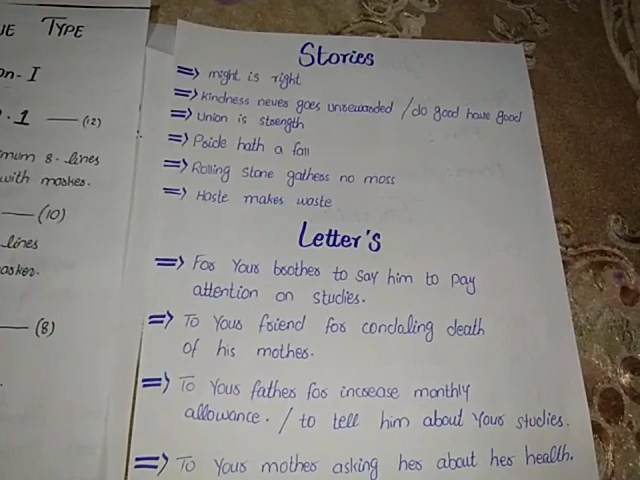 UE TYPE
on-I
.1 —(12)
mum 8-lines
with marker.
—(10)
lines
arker.
—(8)
Stories
=> might is right
=> Kindness never goes unrewarded / do good have good
=> Union is strength
=> Pride hath a fall
=> Rolling stone gathers no moss
=> Haste makes waste
Letter's
=> For Your brother to say him to pay
attention on studies.
=> To Your friend for condaling death
of his mother.
=> To Your father for increase monthly
allowance. / to tell him about Your studies.
=> To Your mother asking her about her health.